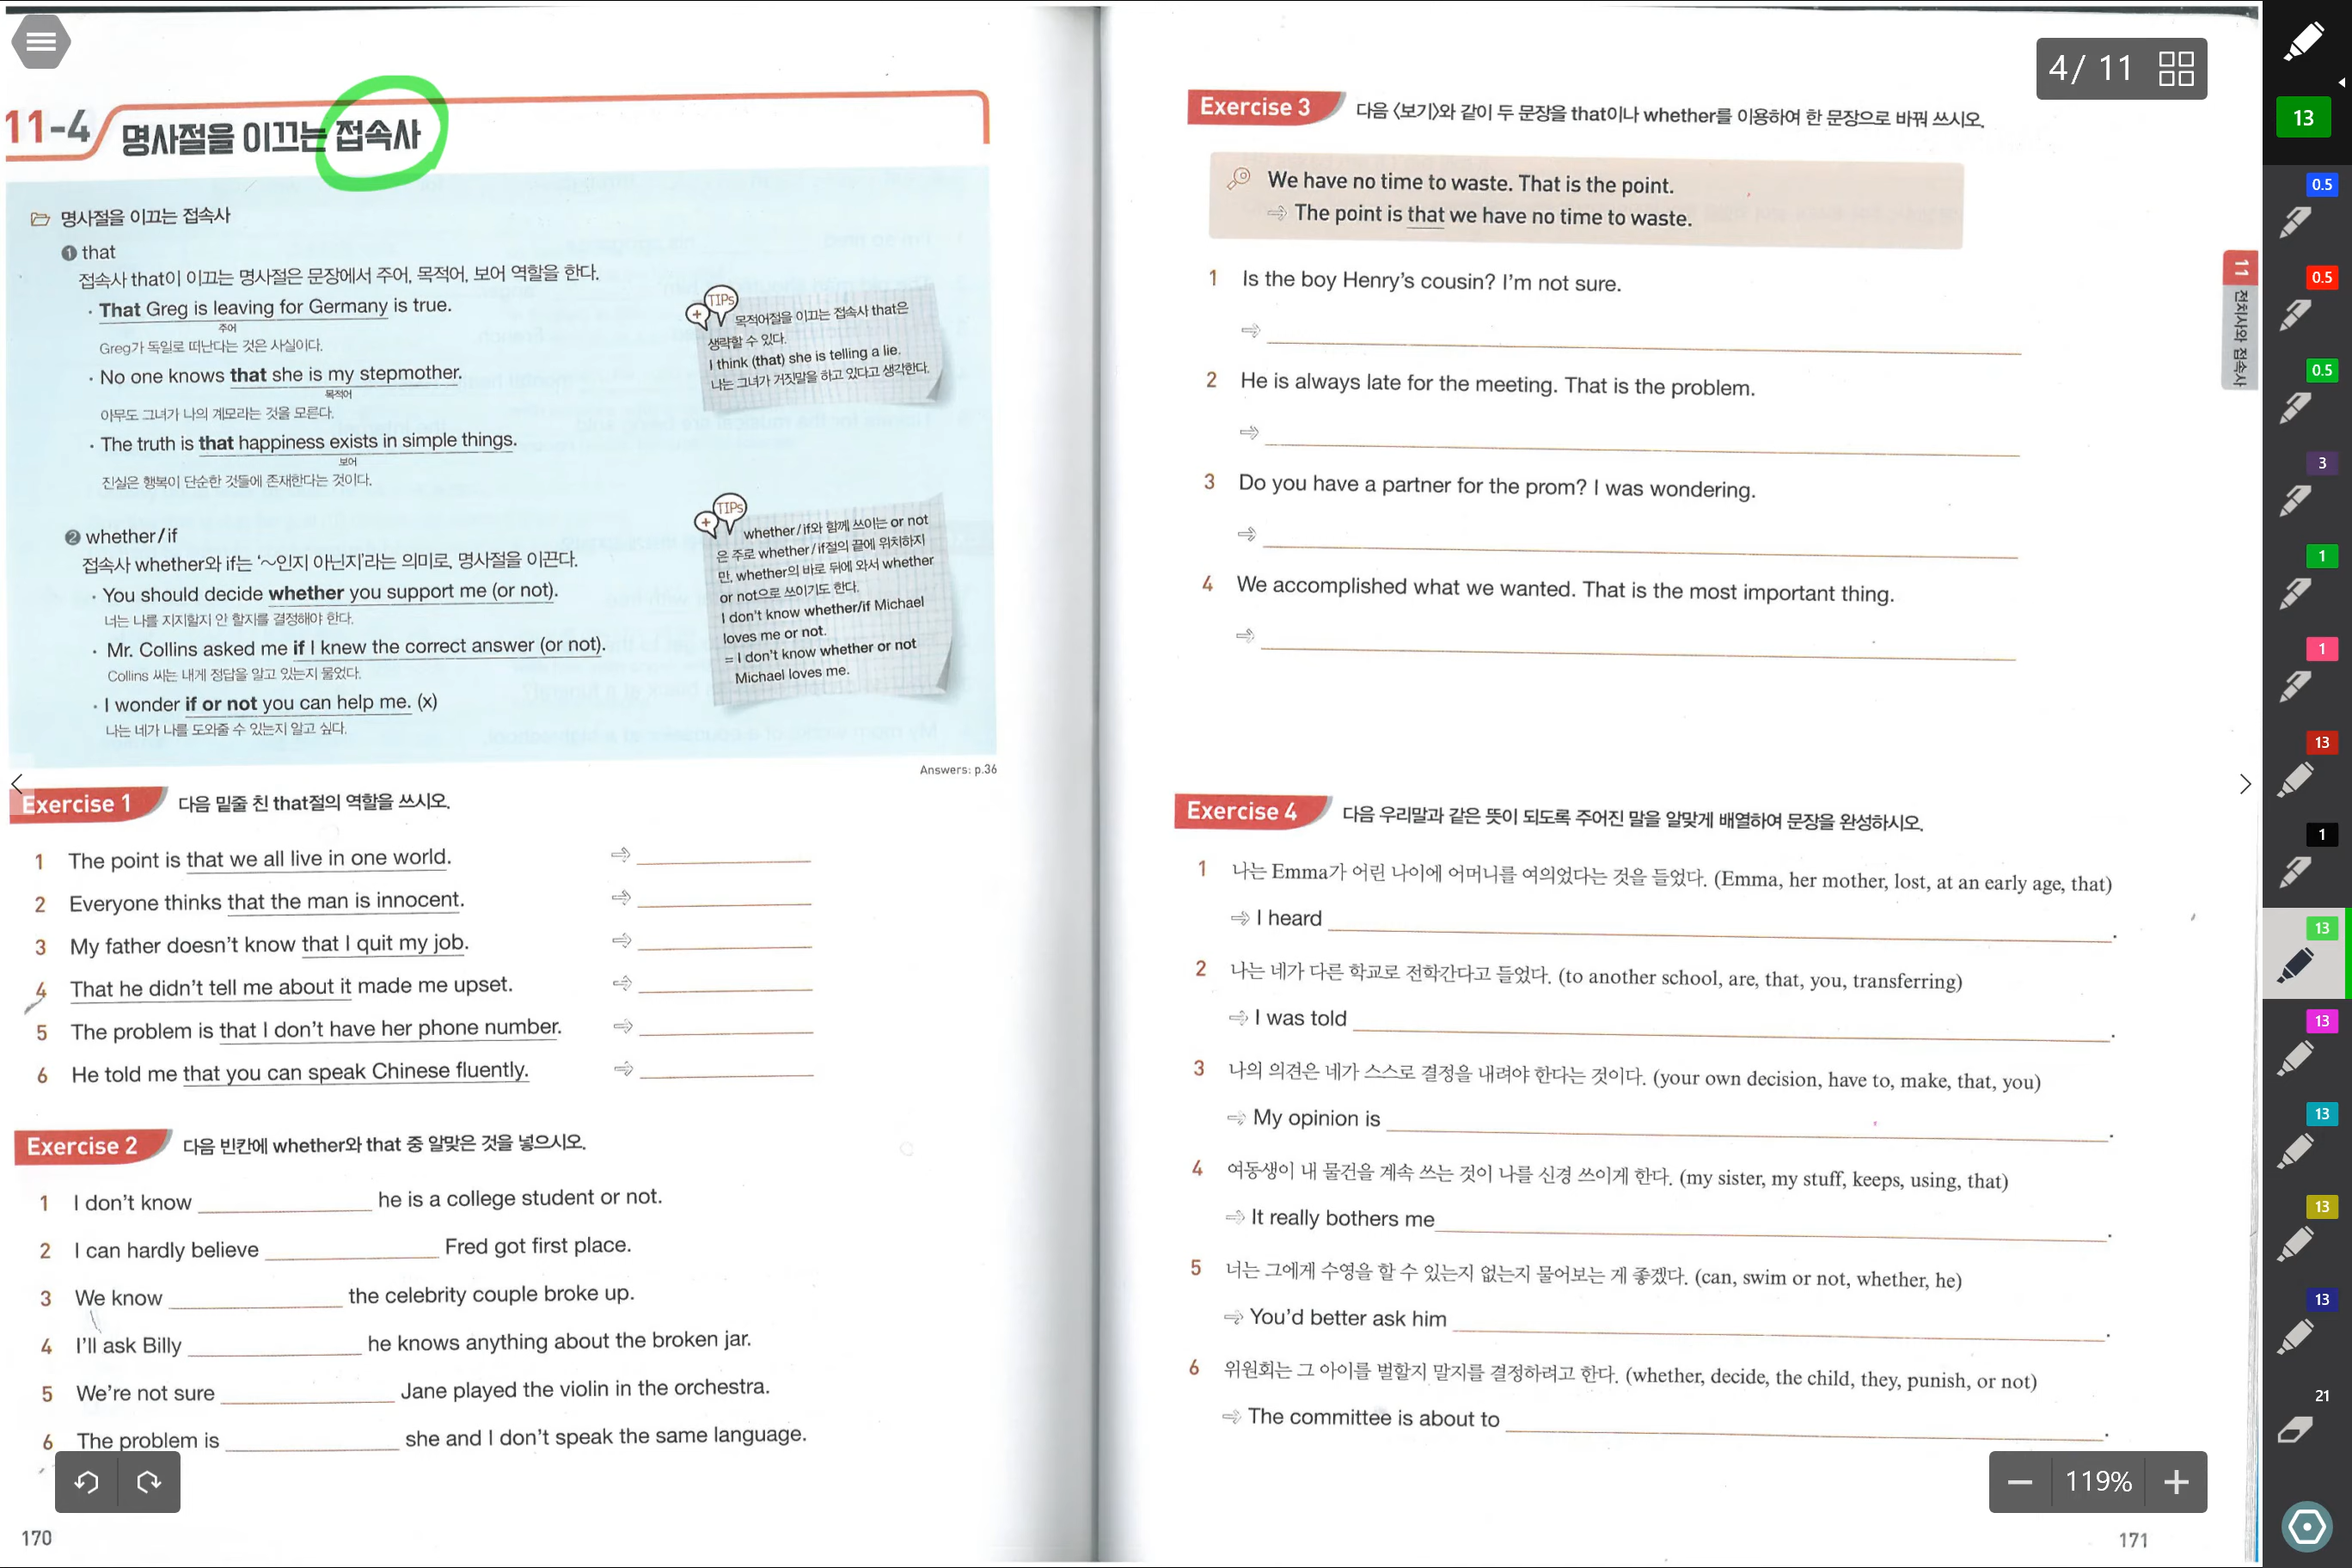 4/ 11
13
11-4 명사절을 이끄는 접속사
명사절을 이끄는 접속사
❶ that
접속사 that이 이끄는 명사절은 문장에서 주어, 목적어, 보어 역할을 한다.
· That Greg is leaving for Germany is true.
주어
Greg가 독일로 떠난다는 것은 사실이다.
· No one knows that she is my stepmother.
목적어
아무도 그녀가 나의 계모라는 것을 모른다.
· The truth is that happiness exists in simple things.
보어
진실은 행복이 단순한 것들에 존재한다는 것이다.
TIPs
목적어절을 이끄는 접속사 that은
생략할 수 있다.
I think (that) she is telling a lie.
나는 그녀가 거짓말을 하고 있다고 생각한다.
❷ whether/if
접속사 whether와 if는 '~인지 아닌지'라는 의미로, 명사절을 이끈다.
· You should decide whether you support me (or not).
너는 나를 지지할지 안 할지를 결정해야 한다.
· Mr. Collins asked me if I knew the correct answer (or not).
Collins 씨는 내게 정답을 알고 있는지 물었다.
· I wonder if or not you can help me. (x)
나는 네가 나를 도와줄 수 있는지 알고 싶다.
TIPs
whether/if와 함께 쓰이는 or not
은 주로 whether/if절의 끝에 위치하지
만, whether의 바로 뒤에 와서 whether
or not으로 쓰이기도 한다.
I don't know whether/if Michael
loves me or not.
= I don't know whether or not
Michael loves me.
Answers: p.36
Exercise 1 다음 밑줄 친 that절의 역할을 쓰시오.
1 The point is that we all live in one world. ⇨
2 Everyone thinks that the man is innocent. ⇨
3 My father doesn't know that I quit my job. ⇨
4 That he didn't tell me about it made me upset. ⇨
5 The problem is that I don't have her phone number. ⇨
6 He told me that you can speak Chinese fluently. ⇨
Exercise 2 다음 빈칸에 whether와 that 중 알맞은 것을 넣으시오.
1 I don't know ____ he is a college student or not.
2 I can hardly believe ____ Fred got first place.
3 We know ____ the celebrity couple broke up.
4 I'll ask Billy ____ he knows anything about the broken jar.
5 We're not sure ____ Jane played the violin in the orchestra.
6 The problem is ____ she and I don't speak the same language.
170
Exercise 3 다음 〈보기〉와 같이 두 문장을 that이나 whether를 이용하여 한 문장으로 바꿔 쓰시오.
We have no time to waste. That is the point.
⇨ The point is that we have no time to waste.
1 Is the boy Henry's cousin? I'm not sure.
⇨
2 He is always late for the meeting. That is the problem.
⇨
3 Do you have a partner for the prom? I was wondering.
⇨
4 We accomplished what we wanted. That is the most important thing.
⇨
11 전치사와 접속사
Exercise 4 다음 우리말과 같은 뜻이 되도록 주어진 말을 알맞게 배열하여 문장을 완성하시오.
1 나는 Emma가 어린 나이에 어머니를 여의었다는 것을 들었다. (Emma, her mother, lost, at an early age, that)
⇨ I heard ____.
2 나는 네가 다른 학교로 전학간다고 들었다. (to another school, are, that, you, transferring)
⇨ I was told ____.
3 나의 의견은 네가 스스로 결정을 내려야 한다는 것이다. (your own decision, have to, make, that, you)
⇨ My opinion is ____.
4 여동생이 내 물건을 계속 쓰는 것이 나를 신경 쓰이게 한다. (my sister, my stuff, keeps, using, that)
⇨ It really bothers me ____.
5 너는 그에게 수영을 할 수 있는지 없는지 물어보는 게 좋겠다. (can, swim or not, whether, he)
⇨ You'd better ask him ____.
6 위원회는 그 아이를 벌할지 말지를 결정하려고 한다. (whether, decide, the child, they, punish, or not)
⇨ The committee is about to ____.
119%
171
0.5
0.5
0.5
3
1
1
13
1
13
13
13
13
13
21